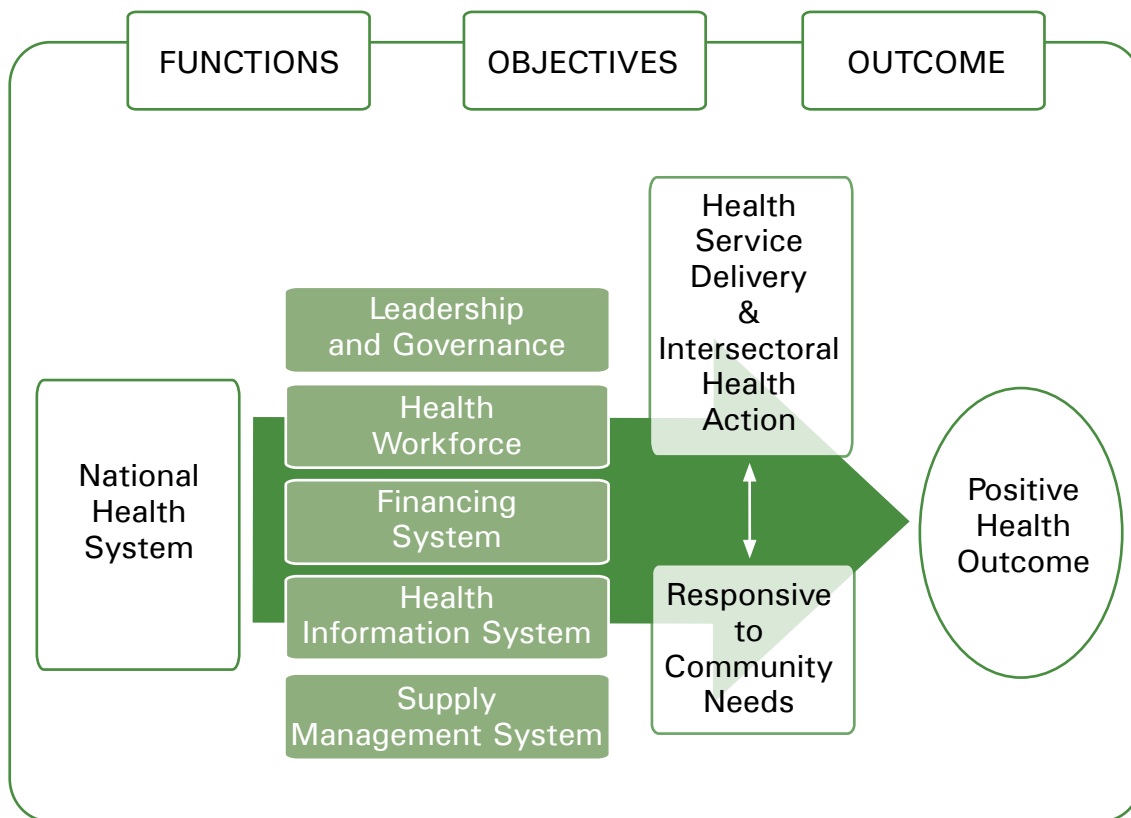 FUNCTIONS
OBJECTIVES
OUTCOME
National
Health
System
Leadership
and Governance
Health
Workforce
Financing
System
Health
Information System
Supply
Management System
Health
Service
Delivery
&
Intersectoral
Health
Action
Responsive
to
Community
Needs
Positive
Health
Outcome